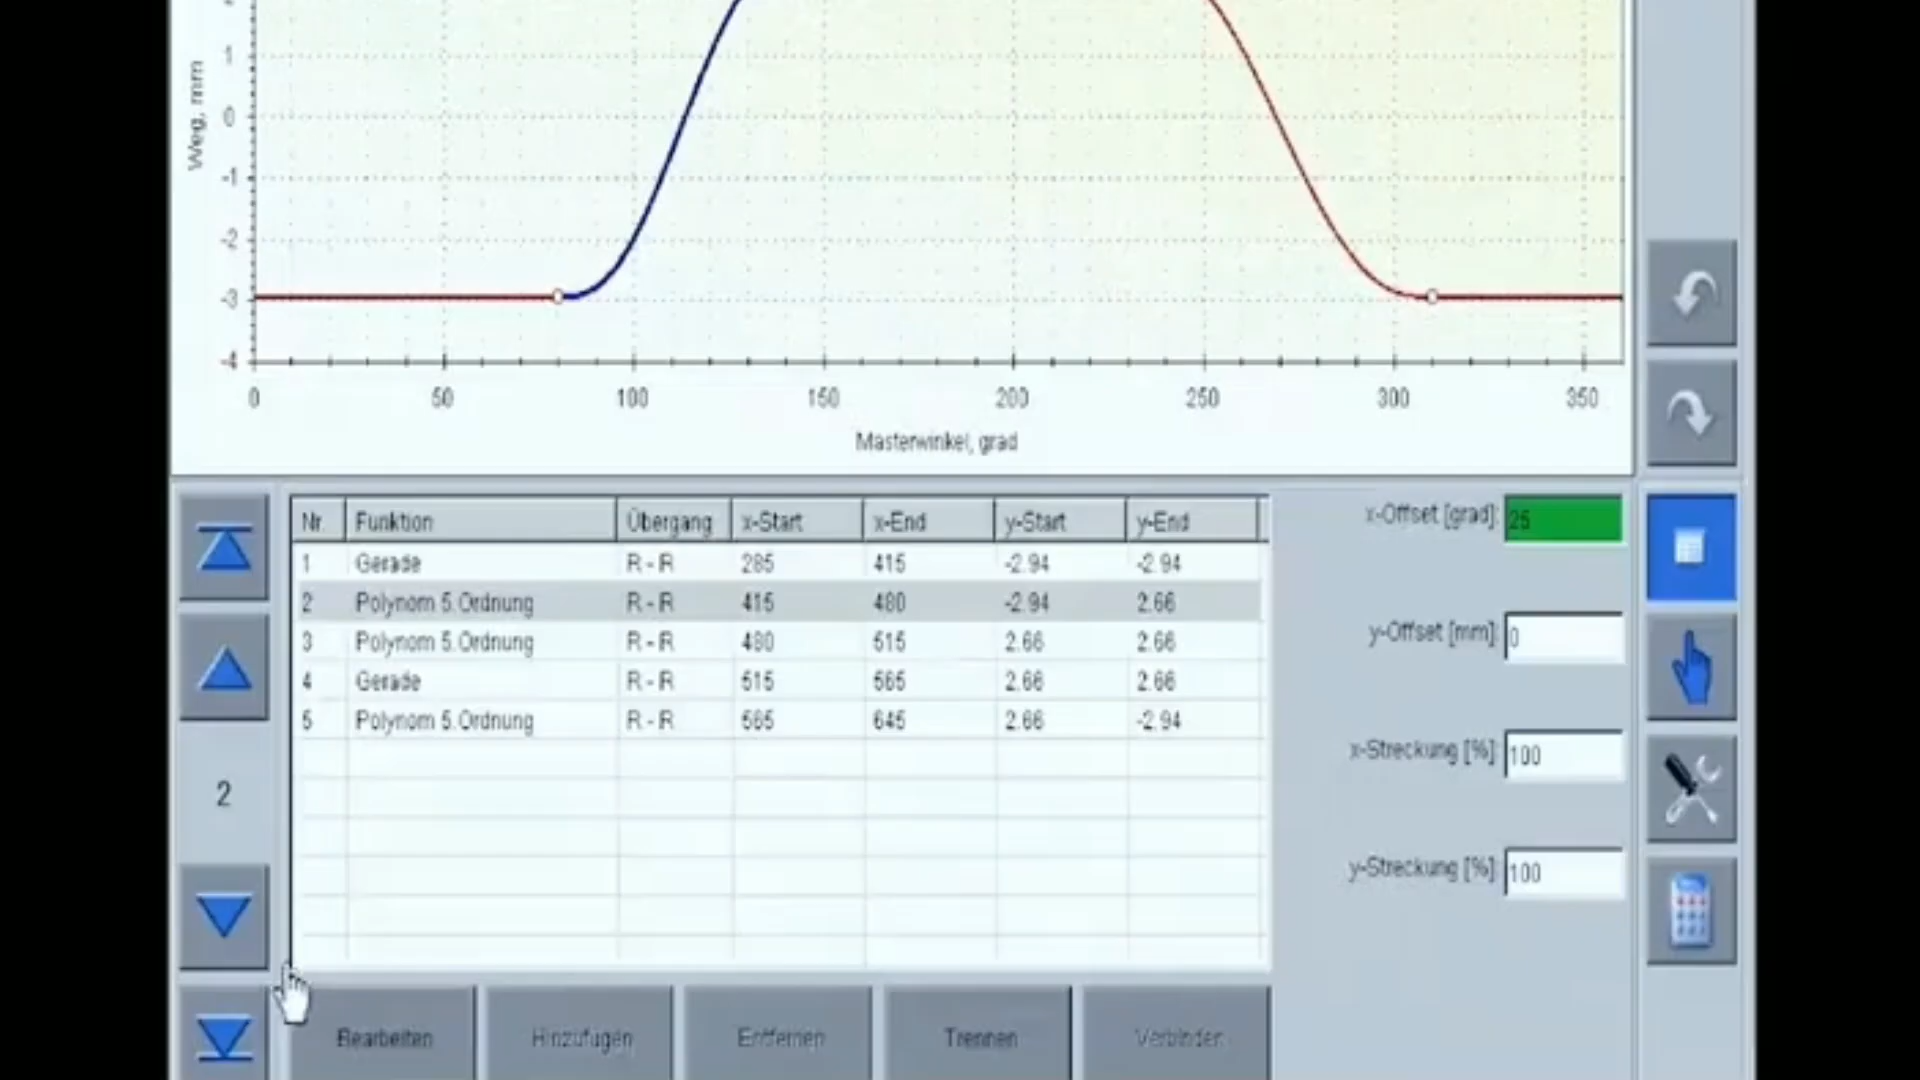 1
0
-1
-2
-3
-4
Weg, mm
0 50 100 150 200 250 300 350
Masterwinkel, grad
Nr. Funktion Übergang x-Start x-End y-Start y-End
1 Gerade R - R 285 415 -2.94 -2.94
2 Polynom 5.Ordnung R - R 415 480 -2.94 2.66
3 Polynom 5.Ordnung R - R 480 515 2.66 2.66
4 Gerade R - R 515 565 2.66 2.66
5 Polynom 5.Ordnung R - R 565 645 2.66 -2.94
x-Offset [grad]: 25
y-Offset [mm]: 0
x-Streckung [%]: 100
y-Streckung [%]: 100
2
Bearbeiten Hinzufügen Entfernen Trennen Verbinden